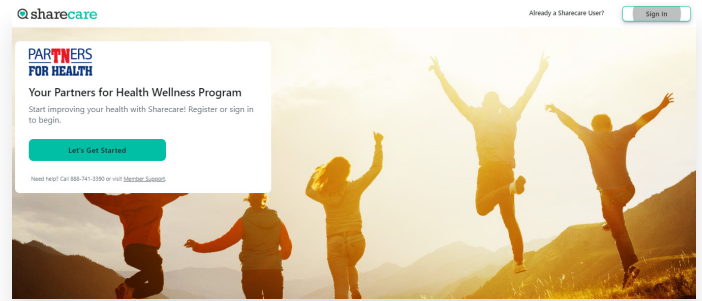 sharecare
Already a Sharecare User?
Sign In
PARTNERS
FOR HEALTH
Your Partners for Health Wellness Program
Start improving your health with Sharecare! Register or sign in
to begin.
Let's Get Started
Need help? Call 888-741-3390 or visit Member Support.